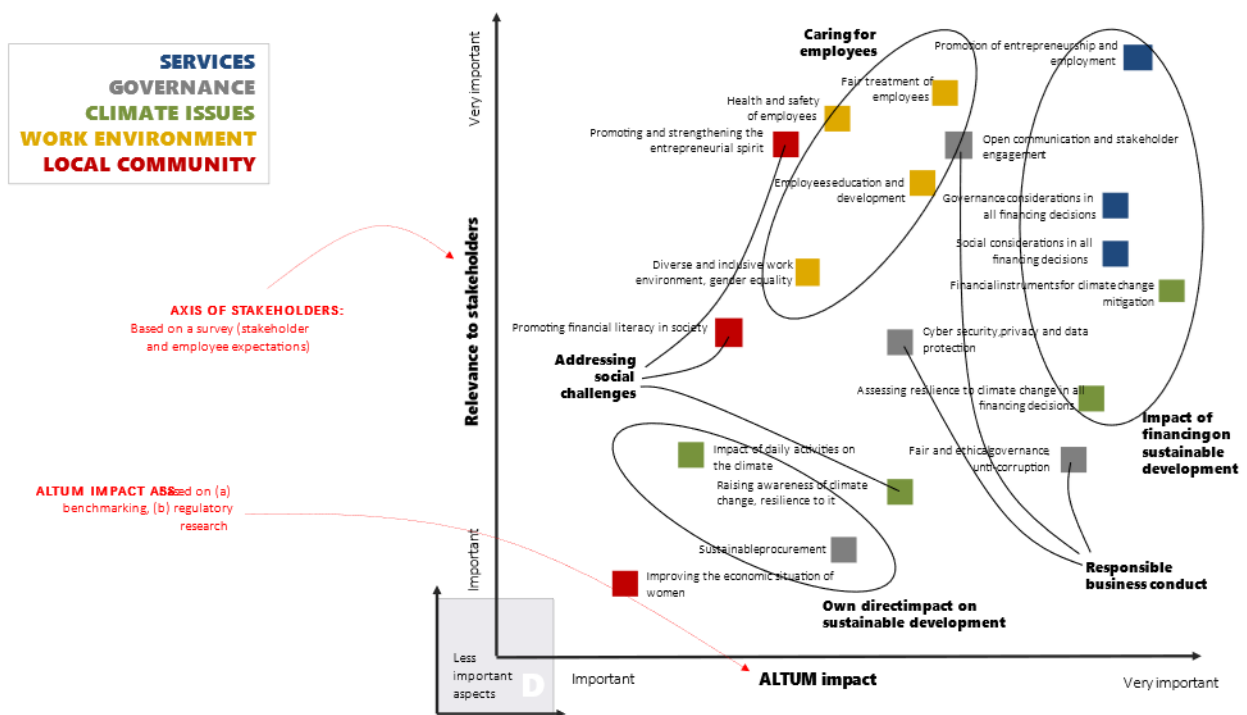 SERVICES
GOVERNANCE
CLIMATE ISSUES
WORK ENVIRONMENT
LOCAL COMMUNITY
Very important
Relevance to stakeholders
Important
AXIS OF STAKEHOLDERS:
Based on a survey (stakeholder
and employee expectations)
ALTUM IMPACT ASS
Based on (a)
benchmarking, (b) regulatory
research
Caring for
employees
Promotion of entrepreneurship and
employment
Fair treatment of
employees
Health and safety
of employees
Promoting and strengthening the
entrepreneurial spirit
Open communication and stakeholder
engagement
Employees education and
development
Governance considerations in
all financing decisions
Social considerations in all
financing decisions
Diverse and inclusive work
environment, gender equality
Financial instruments for climate change
mitigation
Promoting financial literacy in society
Cyber security, privacy and data
protection
Addressing
social
challenges
Assessing resilience to climate change in all
financing decisions
Impact of
financing on
sustainable
development
Impact of daily activities on
the climate
Fair and ethical governance,
unti-corruption
Raising awareness of climate
change, resilience to it
Sustainable procurement
Improving the economic situation of
women
Responsible
business conduct
Own direct impact on
sustainable development
Less
important
aspects
D
Important
ALTUM impact
Very important